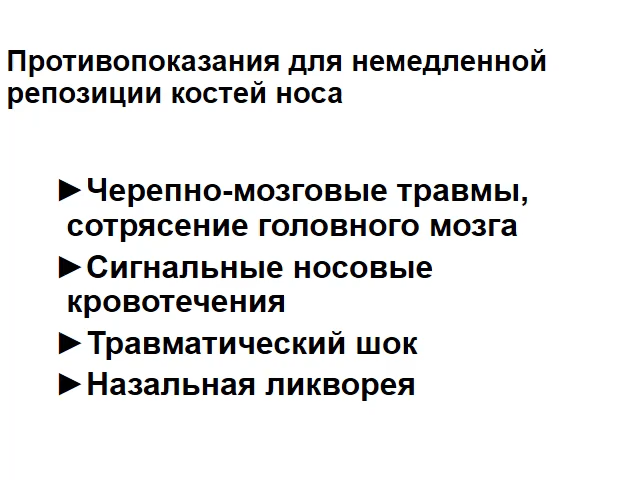 Противопоказания для немедленной
репозиции костей носа
►Черепно-мозговые травмы,
сотрясение головного мозга
►Сигнальные носовые
кровотечения
►Травматический шок
►Назальная ликворея